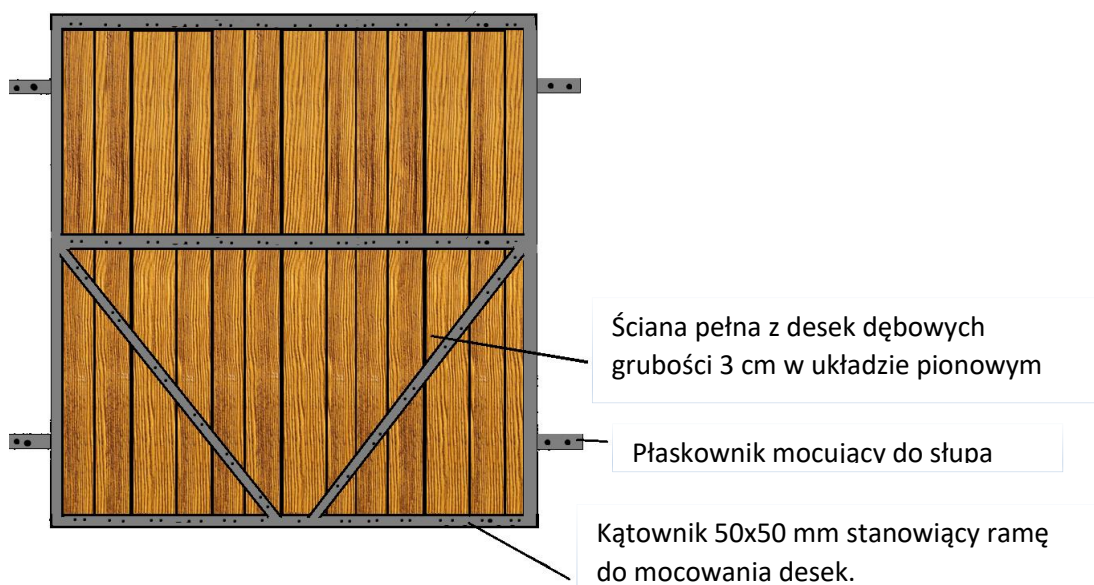 Ściana pełna z desek dębowych
grubości 3 cm w układzie pionowym
Płaskownik mocujący do słupa
Kątownik 50x50 mm stanowiący ramę
do mocowania desek.